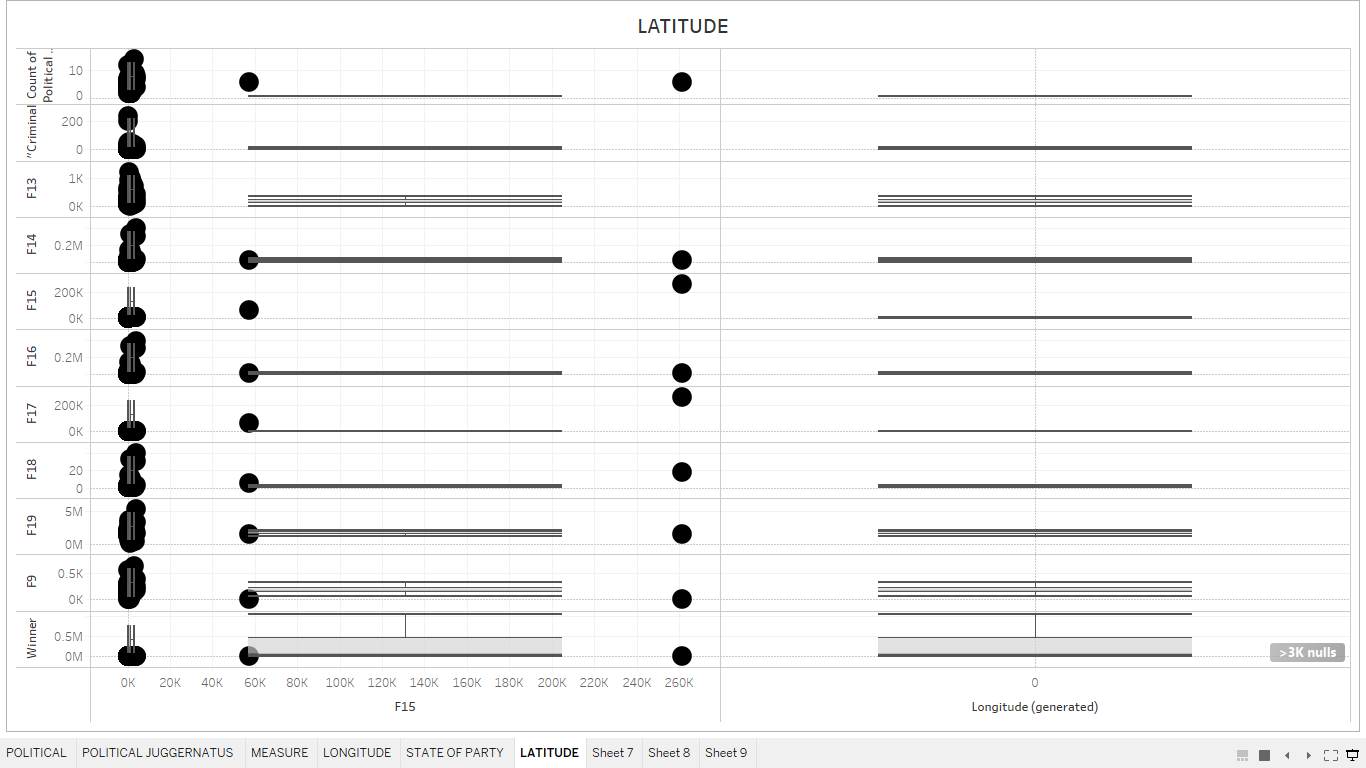 LATITUDE
Count of
Political ..
10
0
"Criminal
200
0
F13
1K
0K
F14
0.2M
F15
200K
0K
F16
0.2M
F17
200K
0K
F18
20
0
F19
5M
0M
F9
0.5K
0K
Winner
0.5M
0M
>3K nulls
0K 20K 40K 60K 80K 100K 120K 140K 160K 180K 200K 220K 240K 260K 0
F15 Longitude (generated)
POLITICAL POLITICAL JUGGERNATUS MEASURE LONGITUDE STATE OF PARTY LATITUDE Sheet 7 Sheet 8 Sheet 9